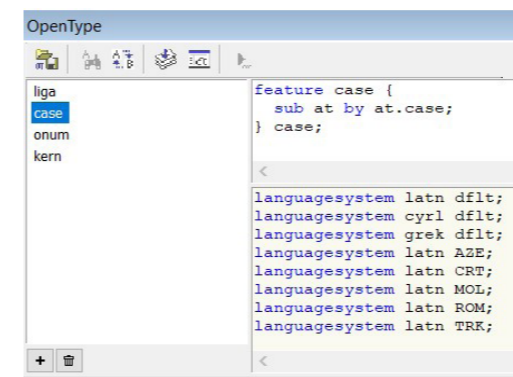 OpenType
liga
case
onum
kern
feature case {
  sub at by at.case;
} case;
languagesystem latn dflt;
languagesystem cyrl dflt;
languagesystem grek dflt;
languagesystem latn AZE;
languagesystem latn CRT;
languagesystem latn MOL;
languagesystem latn ROM;
languagesystem latn TRK;